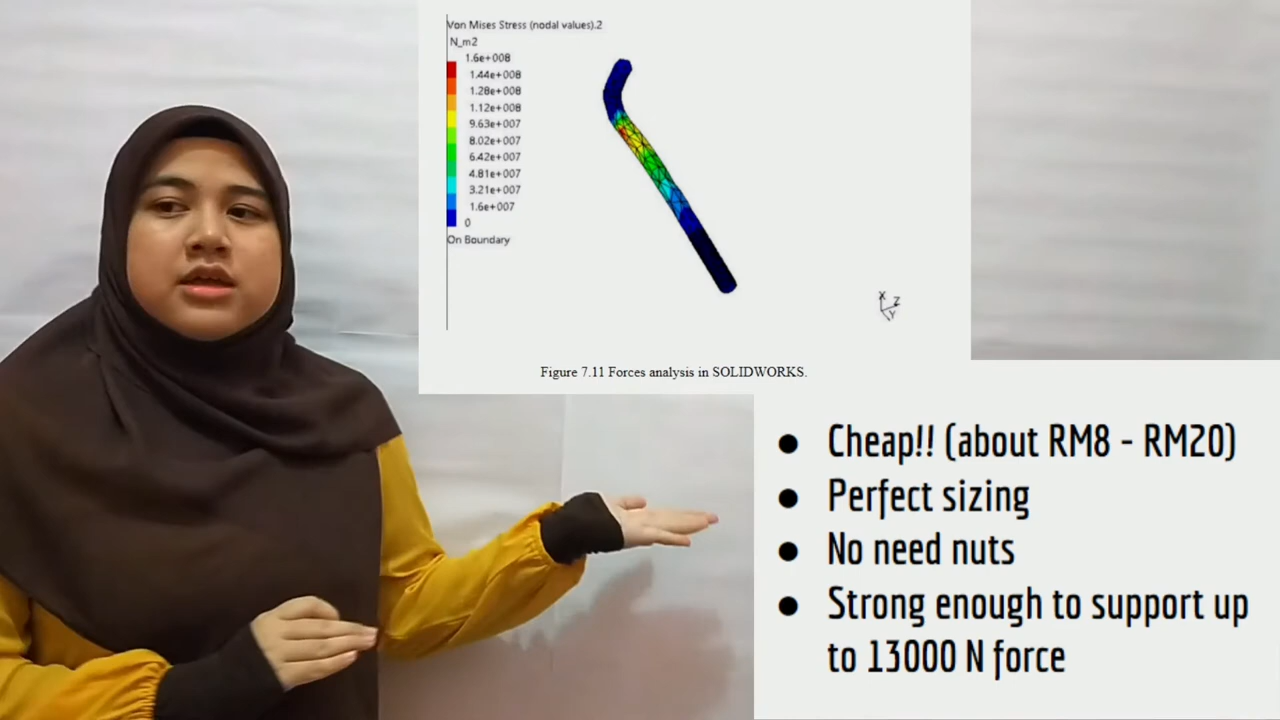 Von Mises Stress (nodal values).2
N_m2
1.6e+008
1.44e+008
1.28e+008
1.12e+008
9.63e+007
8.02e+007
6.42e+007
4.81e+007
3.21e+007
1.6e+007
0
On Boundary
X
Z
Y
Figure 7.11 Forces analysis in SOLIDWORKS.
● Cheap!! (about RM8 - RM20)
● Perfect sizing
● No need nuts
● Strong enough to support up
to 13000 N force